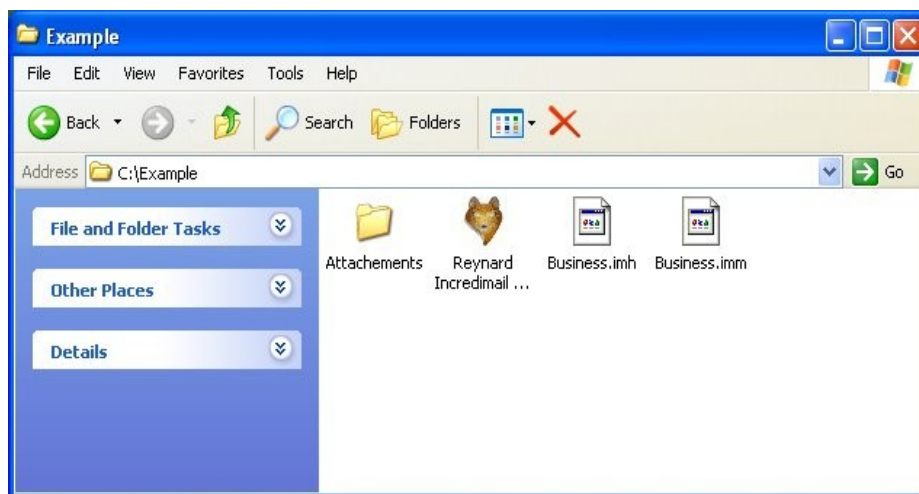 Example
File Edit View Favorites Tools Help
Back Search Folders
Address C:\Example Go
File and Folder Tasks
Other Places
Details
Attachements Reynard Business.imh Business.imm
Incredimail ...